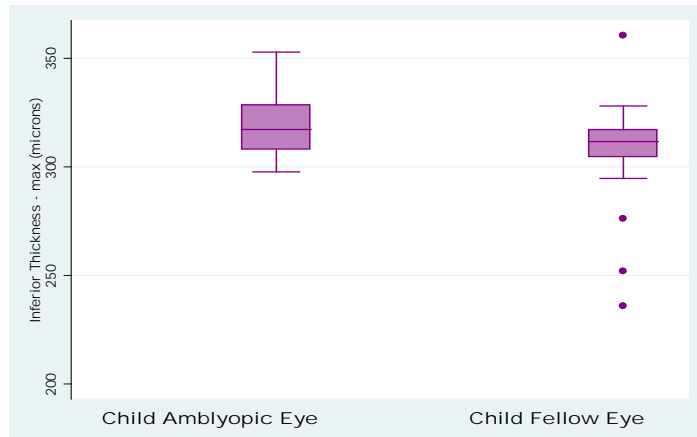 Inferior Thickness - max (microns)
350
300
250
200
Child Amblyopic Eye
Child Fellow Eye